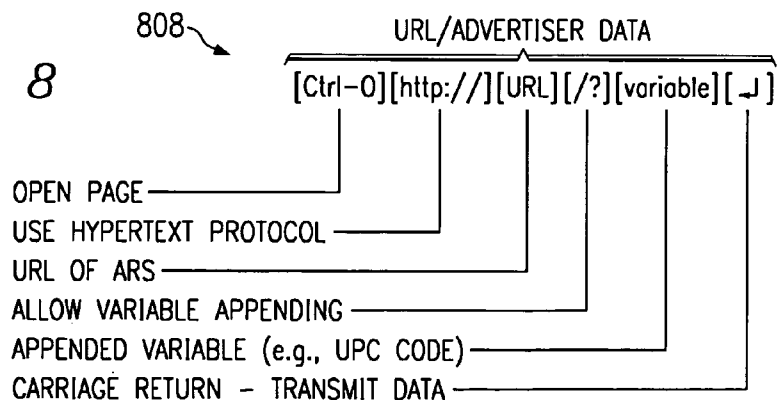 808
URL/ADVERTISER DATA
8
[Ctrl-O][http://][URL][/?][variable][↵]
OPEN PAGE
USE HYPERTEXT PROTOCOL
URL OF ARS
ALLOW VARIABLE APPENDING
APPENDED VARIABLE (e.g., UPC CODE)
CARRIAGE RETURN - TRANSMIT DATA